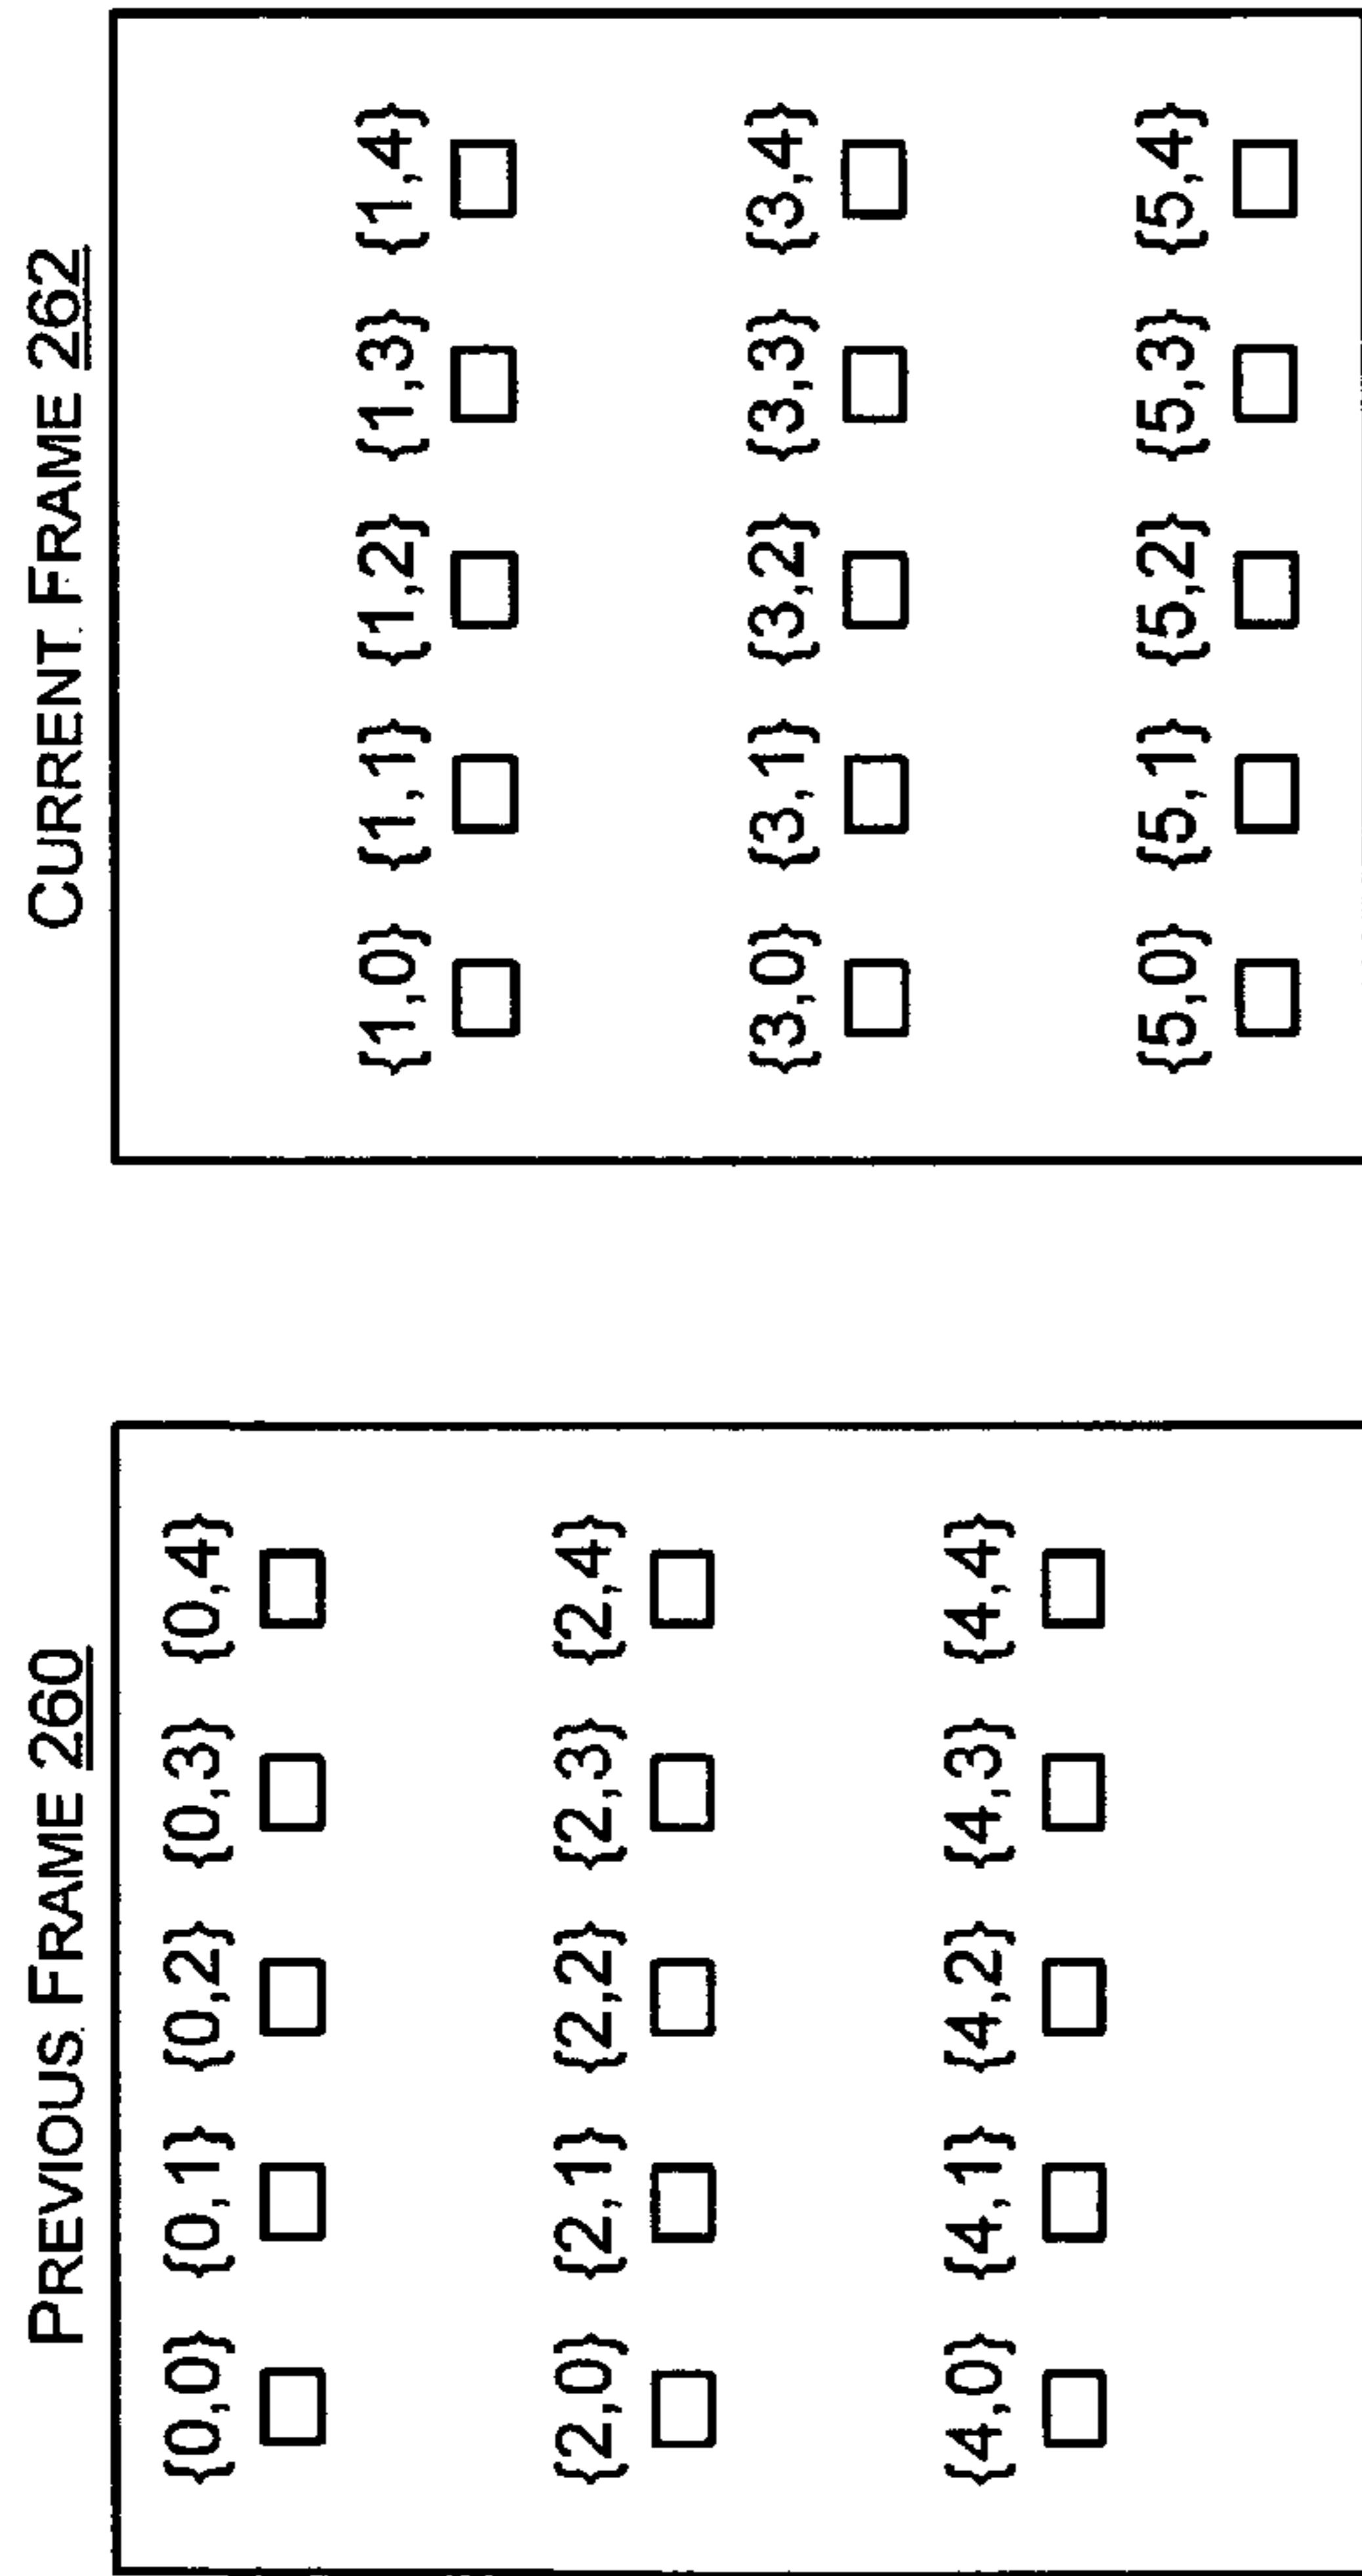 PREVIOUS FRAME 260
{0,0} {0,1} {0,2} {0,3} {0,4}
{2,0} {2,1} {2,2} {2,3} {2,4}
{4,0} {4,1} {4,2} {4,3} {4,4}
CURRENT FRAME 262
{1,0} {1,1} {1,2} {1,3} {1,4}
{3,0} {3,1} {3,2} {3,3} {3,4}
{5,0} {5,1} {5,2} {5,3} {5,4}